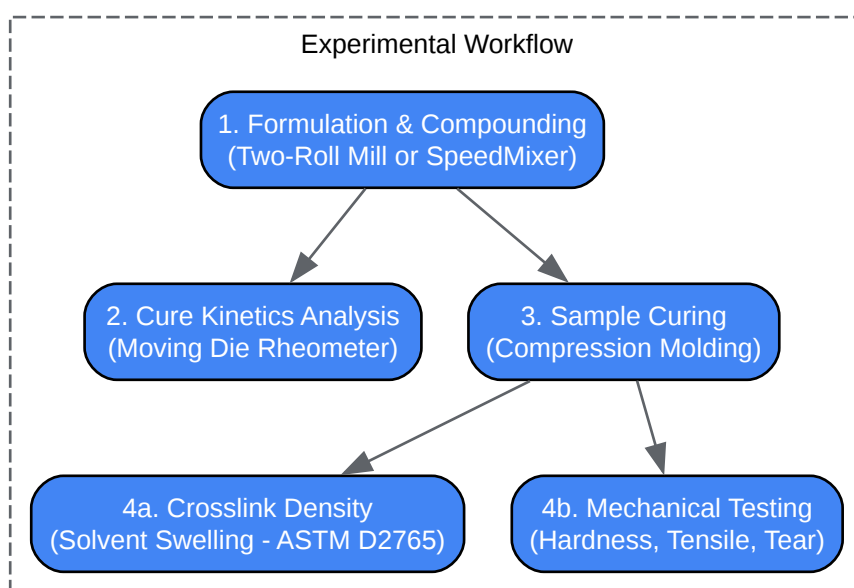 Experimental Workflow
1. Formulation & Compounding
(Two-Roll Mill or SpeedMixer)
2. Cure Kinetics Analysis
(Moving Die Rheometer)
3. Sample Curing
(Compression Molding)
4a. Crosslink Density
(Solvent Swelling - ASTM D2765)
4b. Mechanical Testing
(Hardness, Tensile, Tear)